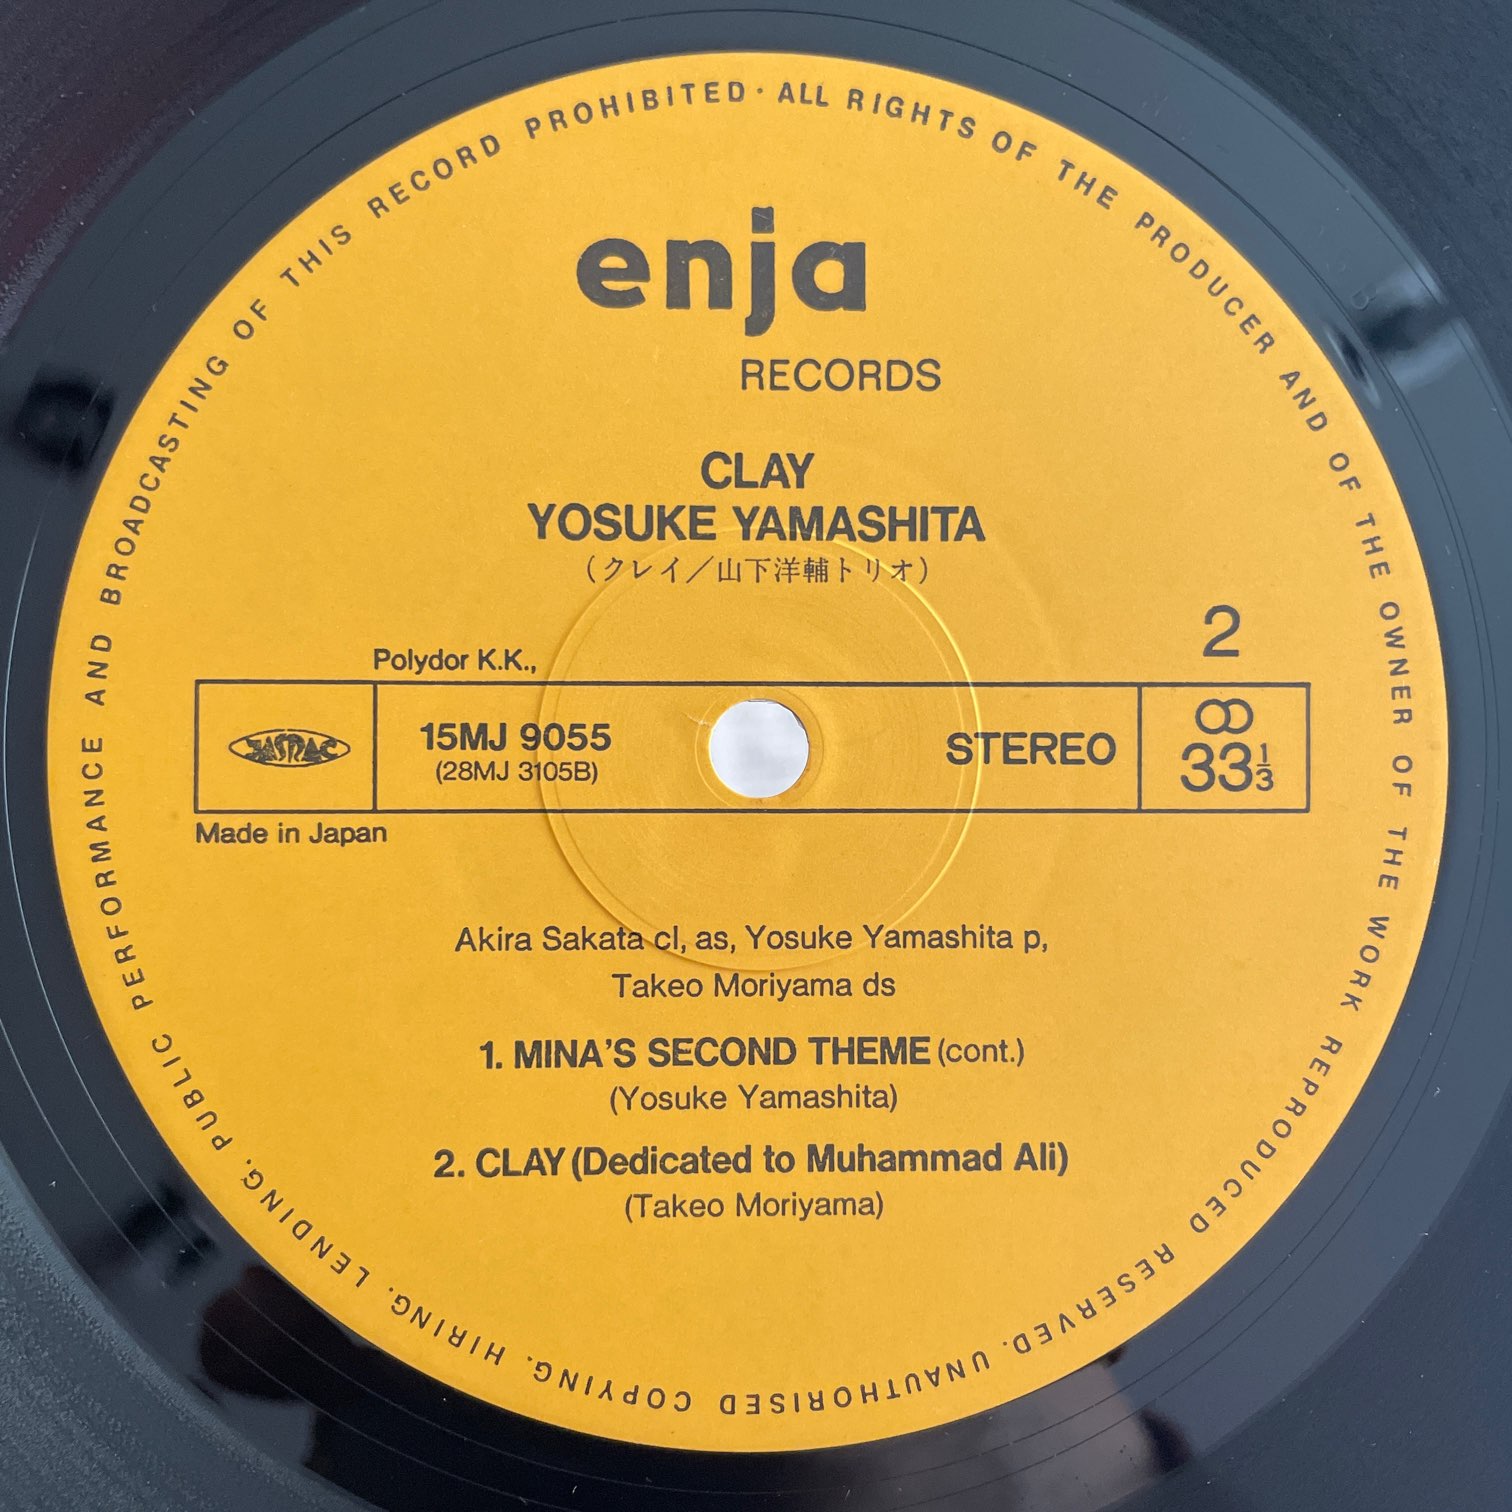 ALL RIGHTS OF THE PRODUCER AND OF THE OWNER OF THE WORK REPRODUCED RESERVED. UNAUTHORISED COPYING. HIRING. LENDING. PUBLIC PERFORMANCE AND BROADCASTING OF THIS RECORD PROHIBITED ·
enja
RECORDS
CLAY
YOSUKE YAMASHITA
(クレイ／山下洋輔トリオ)
2
Polydor K.K.,
JASRAC
15MJ 9055
(28MJ 3105B)
STEREO
33⅓
Made in Japan
Akira Sakata cl, as, Yosuke Yamashita p,
Takeo Moriyama ds
1. MINA'S SECOND THEME (cont.)
(Yosuke Yamashita)
2. CLAY (Dedicated to Muhammad Ali)
(Takeo Moriyama)